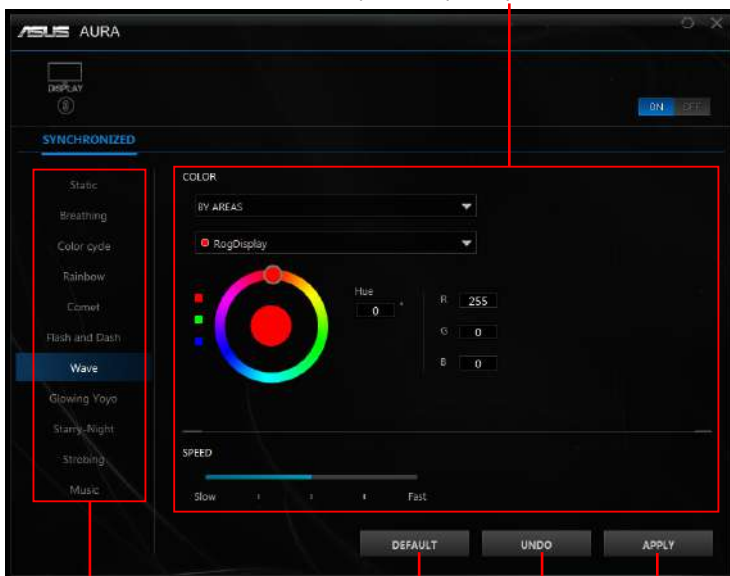 ASUS AURA
DISPLAY
ON OFF
SYNCHRONIZED
Static
Breathing
Color cycle
Rainbow
Comet
Flash and Dash
Wave
Glowing Yoyo
Starry-Night
Strobing
Music
COLOR
BY AREAS
RogDisplay
Hue
0 °
R 255
G 0
B 0
SPEED
Slow
Fast
DEFAULT
UNDO
APPLY